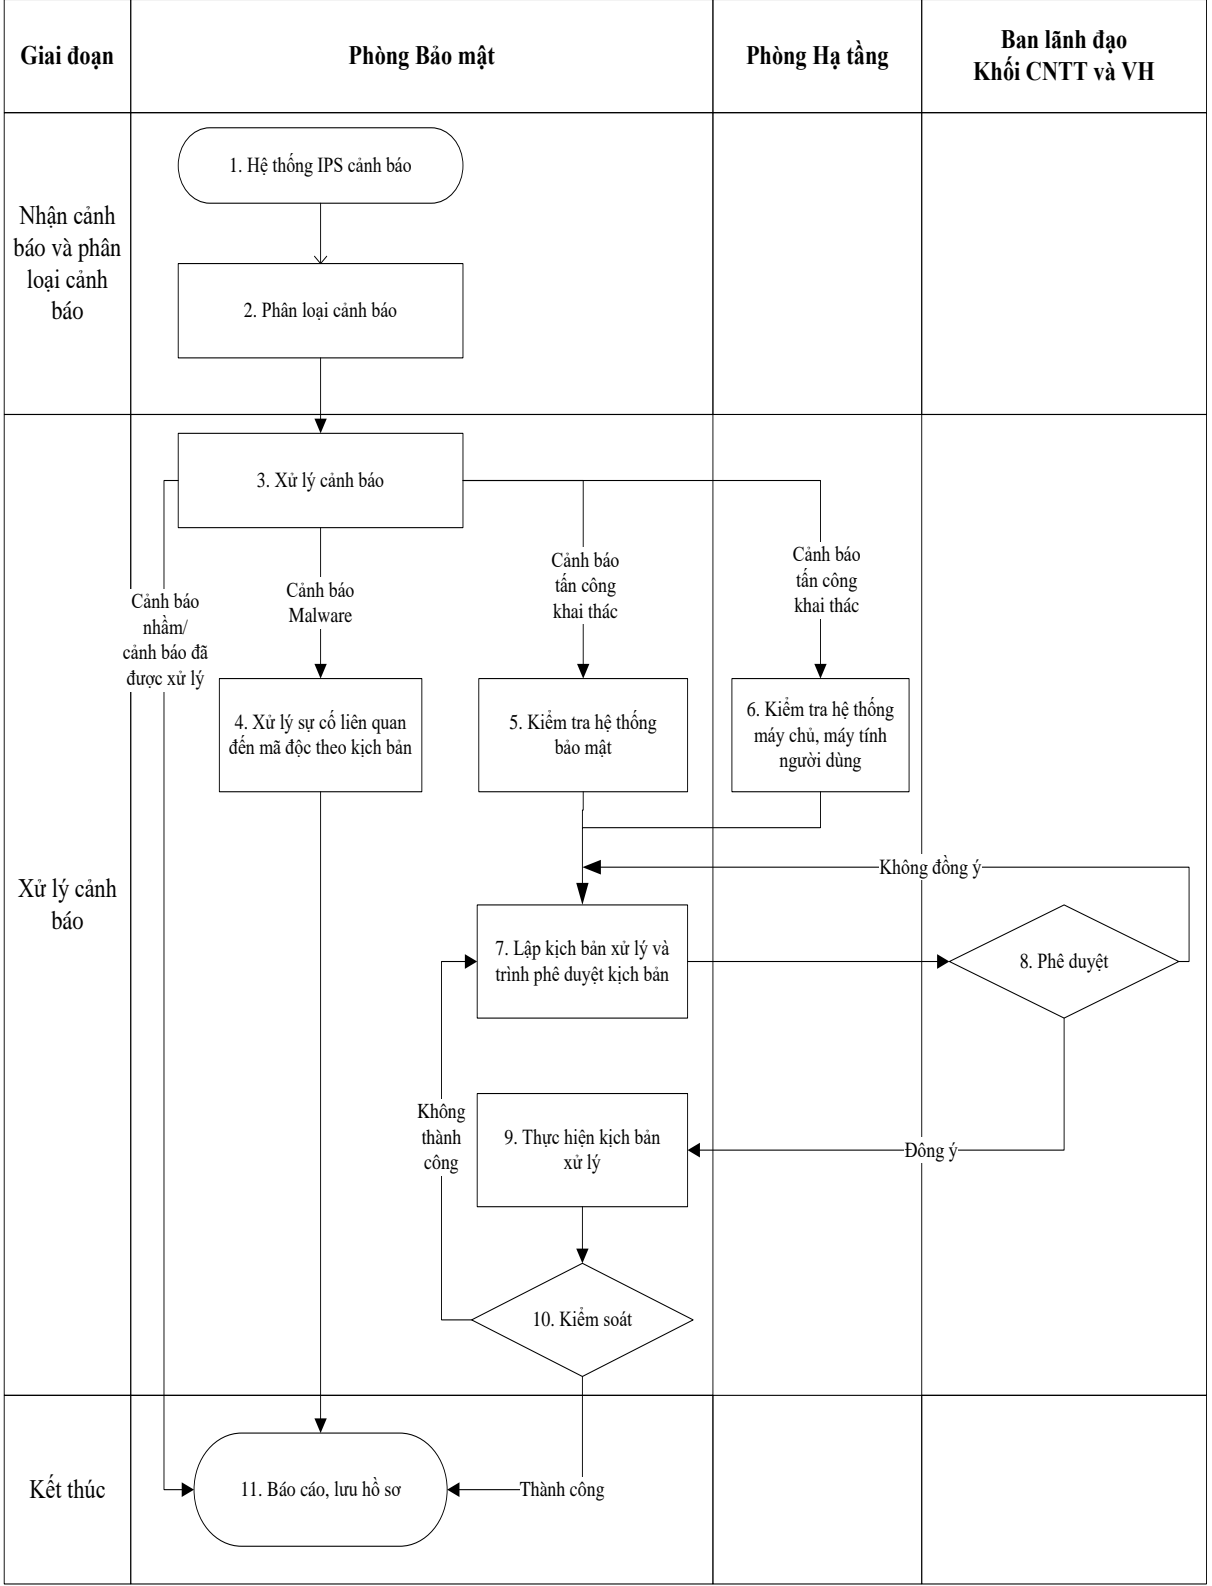 Giai đoạn
Phòng Bảo mật
Phòng Hạ tầng
Ban lãnh đạo
Khối CNTT và VH
Nhận cảnh
báo và phân
loại cảnh
báo
1. Hệ thống IPS cảnh báo
2. Phân loại cảnh báo
Xử lý cảnh
báo
3. Xử lý cảnh báo
Cảnh báo
nhầm/
cảnh báo đã
được xử lý
Cảnh báo
Malware
Cảnh báo
tấn công
khai thác
Cảnh báo
tấn công
khai thác
4. Xử lý sự cố liên quan
đến mã độc theo kịch bản
5. Kiểm tra hệ thống
bảo mật
6. Kiểm tra hệ thống
máy chủ, máy tính
người dùng
Không đồng ý
7. Lập kịch bản xử lý và
trình phê duyệt kịch bản
8. Phê duyệt
Không
thành
công
9. Thực hiện kịch bản
xử lý
Đông ý
10. Kiểm soát
Kết thúc
11. Báo cáo, lưu hồ sơ
Thành công